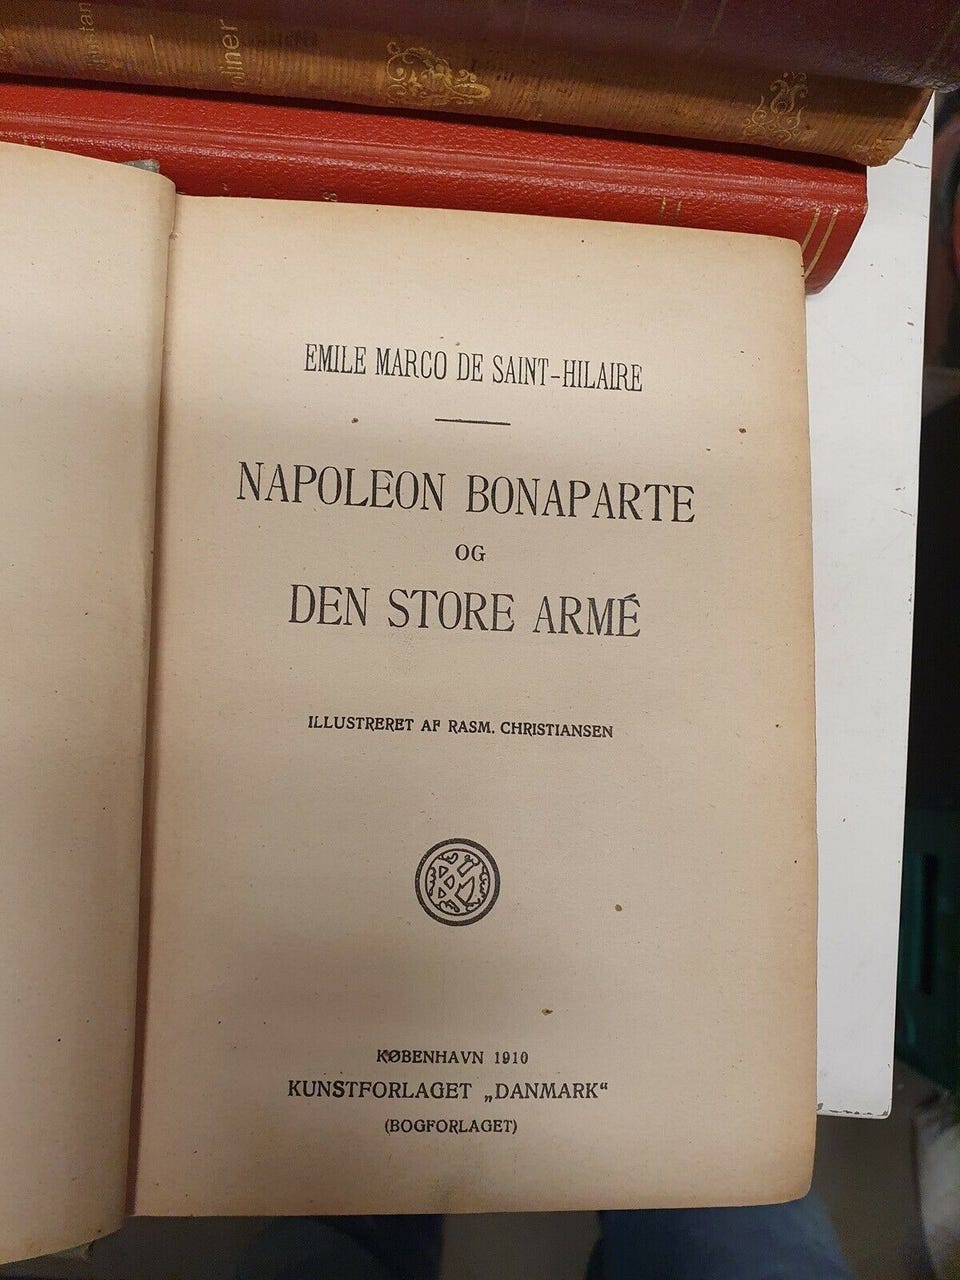 oliner
EMILE MARCO DE SAINT-HILAIRE
NAPOLEON BONAPARTE
OG
DEN STORE ARMÉ
ILLUSTRERET AF RASM. CHRISTIANSEN
KØBENHAVN 1910
KUNSTFORLAGET „DANMARK“
(BOGFORLAGET)